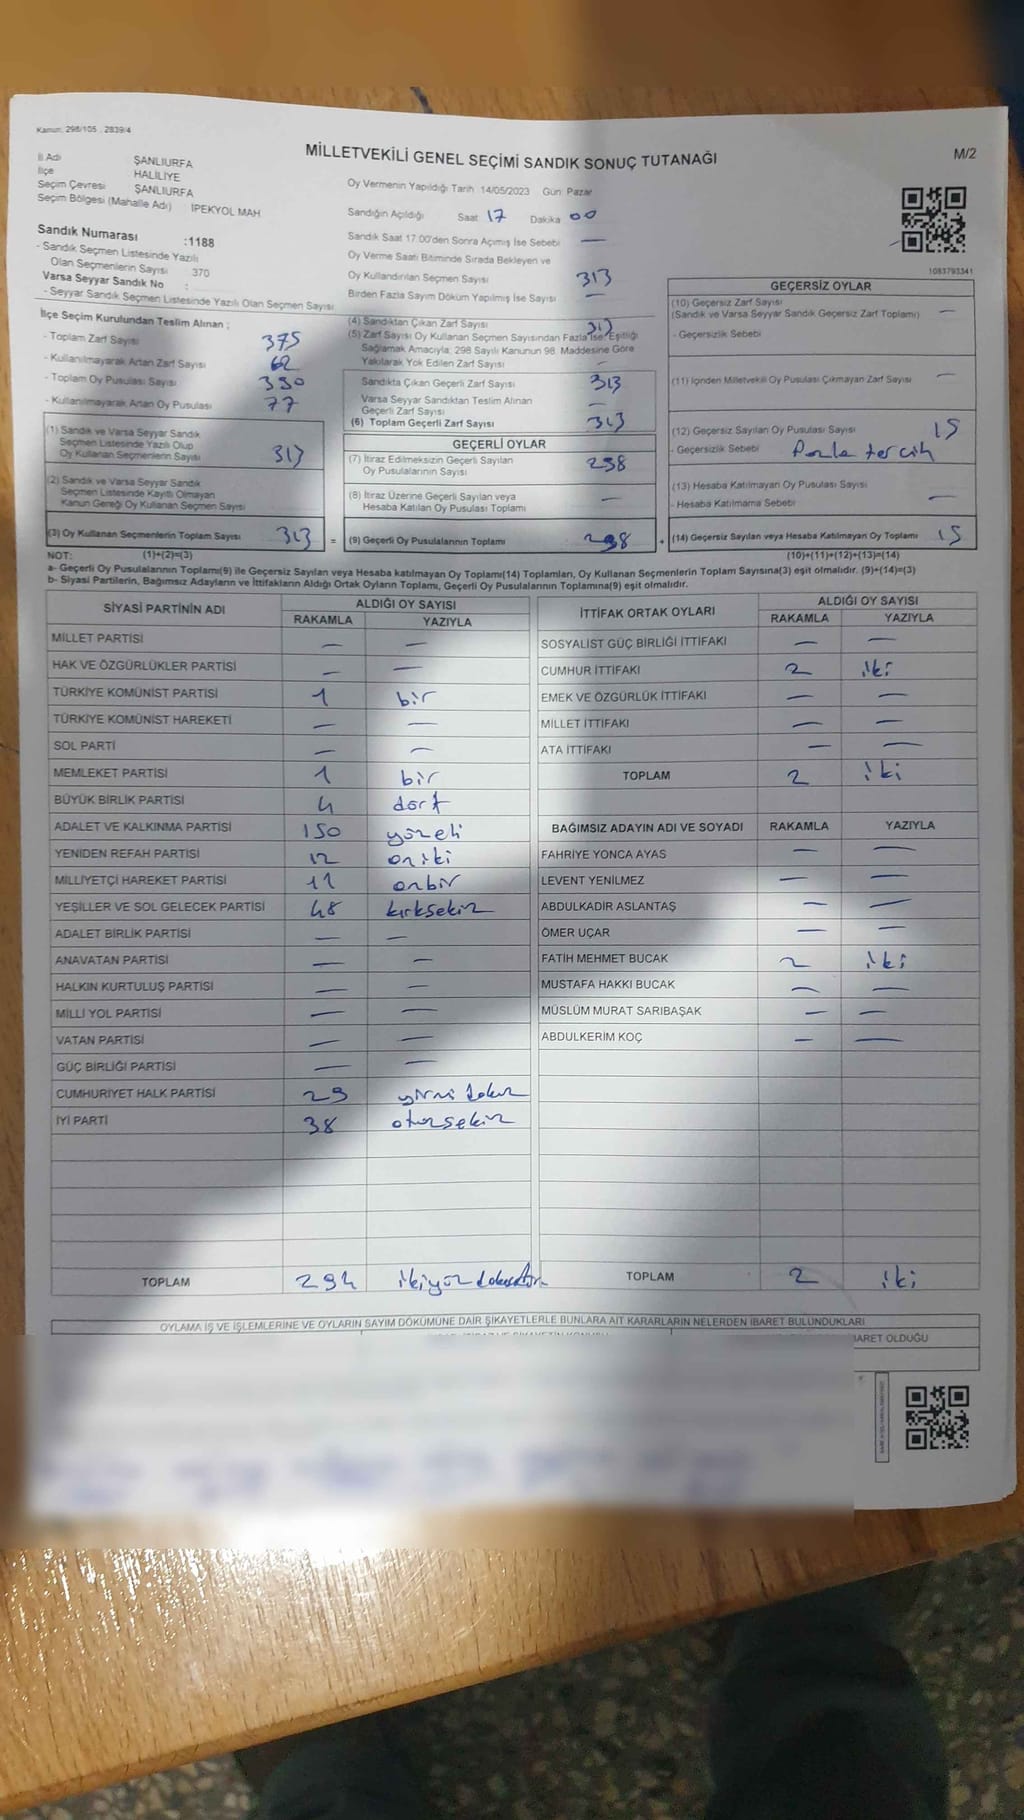 Kanun: 298/105 , 2839/4
MİLLETVEKİLİ GENEL SEÇİMİ SANDIK SONUÇ TUTANAĞI
M/2
İl Adı ŞANLIURFA
İlçe HALİLİYE
Seçim Çevresi ŞANLIURFA
Seçim Bölgesi (Mahalle Adı) İPEKYOL MAH
Sandık Numarası :1188
- Sandık Seçmen Listesinde Yazılı
Olan Seçmenlerin Sayısı 370
Varsa Seyyar Sandık No :
- Seyyar Sandık Seçmen Listesinde Yazılı Olan Seçmen Sayısı
Oy Vermenin Yapıldığı Tarih 14/05/2023 Gün: Pazar
Sandığın Açıldığı Saat 17 Dakika 00
Sandık Saat 17:00'den Sonra Açımış İse Sebebi —
Oy Verme Saati Bitiminde Sırada Bekleyen ve
Oy Kullandırılan Seçmen Sayısı 313
Birden Fazla Sayım Döküm Yapılmış İse Sayısı —
1083793341
İlçe Seçim Kurulundan Teslim Alınan ;
- Toplam Zarf Sayısı 375
- Kullanılmayarak Artan Zarf Sayısı 62
- Toplam Oy Pusulası Sayısı 390
- Kullanılmayarak Artan Oy Pusulası 77
(1) Sandık ve Varsa Seyyar Sandık
Seçmen Listesinde Yazılı Olup
Oy Kullanan Seçmenlerin Sayısı 313
(2) Sandık ve Varsa Seyyar Sandık
Seçmen Listesinde Kayıtlı Olmayan
Kanun Gereği Oy Kullanan Seçmen Sayısı
(3) Oy Kullanan Seçmenlerin Toplam Sayısı 313 =
(4) Sandıktan Çıkan Zarf Sayısı 313
(5) Zarf Sayısı Oy Kullanan Seçmen Sayısından Fazla İse, Eşitliği
Sağlamak Amacıyla; 298 Sayılı Kanunun 98. Maddesine Göre
Yakılarak Yok Edilen Zarf Sayısı —
Sandıkta Çıkan Geçerli Zarf Sayısı 313
Varsa Seyyar Sandıktan Teslim Alınan
Geçerli Zarf Sayısı —
(6) Toplam Geçerli Zarf Sayısı 313
GEÇERLİ OYLAR
(7) İtiraz Edilmeksizin Geçerli Sayılan
Oy Pusulalarının Sayısı 298
(8) İtiraz Üzerine Geçerli Sayılan veya
Hesaba Katılan Oy Pusulası Toplamı —
(9) Geçerli Oy Pusulalarının Toplamı 298 +
GEÇERSİZ OYLAR
(10) Geçersiz Zarf Sayısı
(Sandık ve Varsa Seyyar Sandık Geçersiz Zarf Toplamı) —
- Geçersizlik Sebebi
(11) İçinden Milletvekili Oy Pusulası Çıkmayan Zarf Sayısı —
(12) Geçersiz Sayılan Oy Pusulası Sayısı 15
- Geçersizlik Sebebi fazla tercih
(13) Hesaba Katılmayan Oy Pusulası Sayısı
- Hesaba Katılmama Sebebi —
(14) Geçersiz Sayılan veya Hesaba Katılmayan Oy Toplamı 15
NOT: (1)+(2)=(3) (10)+(11)+(12)+(13)=(14)
a- Geçerli Oy Pusulalarının Toplamı(9) ile Geçersiz Sayılan veya Hesaba katılmayan Oy Toplamı(14) Toplamları, Oy Kullanan Seçmenlerin Toplam Sayısına(3) eşit olmalıdır. (9)+(14)=(3)
b- Siyasi Partilerin, Bağımsız Adayların ve İttifakların Aldığı Ortak Oyların Toplamı, Geçerli Oy Pusulalarının Toplamına(9) eşit olmalıdır.
SİYASİ PARTİNİN ADI ALDIĞI OY SAYISI
RAKAMLA YAZIYLA
MİLLET PARTİSİ — —
HAK VE ÖZGÜRLÜKLER PARTİSİ — —
TÜRKİYE KOMÜNİST PARTİSİ 1 bir
TÜRKİYE KOMÜNİST HAREKETİ — —
SOL PARTİ — —
MEMLEKET PARTİSİ 1 bir
BÜYÜK BİRLİK PARTİSİ 4 dört
ADALET VE KALKINMA PARTİSİ 150 yüzelli
YENİDEN REFAH PARTİSİ 12 oniki
MİLLİYETÇİ HAREKET PARTİSİ 11 onbir
YEŞİLLER VE SOL GELECEK PARTİSİ 48 kırksekiz
ADALET BİRLİK PARTİSİ — —
ANAVATAN PARTİSİ — —
HALKIN KURTULUŞ PARTİSİ — —
MİLLİ YOL PARTİSİ — —
VATAN PARTİSİ — —
GÜÇ BİRLİĞİ PARTİSİ — —
CUMHURİYET HALK PARTİSİ 29 yirmi dokuz
İYİ PARTİ 38 otuzsekiz
TOPLAM 294 ikiyüz doksandört
İTTİFAK ORTAK OYLARI ALDIĞI OY SAYISI
RAKAMLA YAZIYLA
SOSYALİST GÜÇ BİRLİĞİ İTTİFAKI — —
CUMHUR İTTİFAKI 2 iki
EMEK VE ÖZGÜRLÜK İTTİFAKI — —
MİLLET İTTİFAKI — —
ATA İTTİFAKI — —
TOPLAM 2 iki
BAĞIMSIZ ADAYIN ADI VE SOYADI RAKAMLA YAZIYLA
FAHRİYE YONCA AYAS — —
LEVENT YENİLMEZ — —
ABDULKADİR ASLANTAŞ — —
ÖMER UÇAR — —
FATİH MEHMET BUCAK 2 iki
MUSTAFA HAKKI BUCAK — —
MÜSLÜM MURAT SARIBAŞAK — —
ABDULKERİM KOÇ — —
TOPLAM 2 iki
OYLAMA İŞ VE İŞLEMLERİNE VE OYLARIN SAYIM DÖKÜMÜNE DAİR ŞİKAYETLERLE BUNLARA AİT KARARLARIN NELERDEN İBARET BULUNDUKLARI
İBARET OLDUĞU